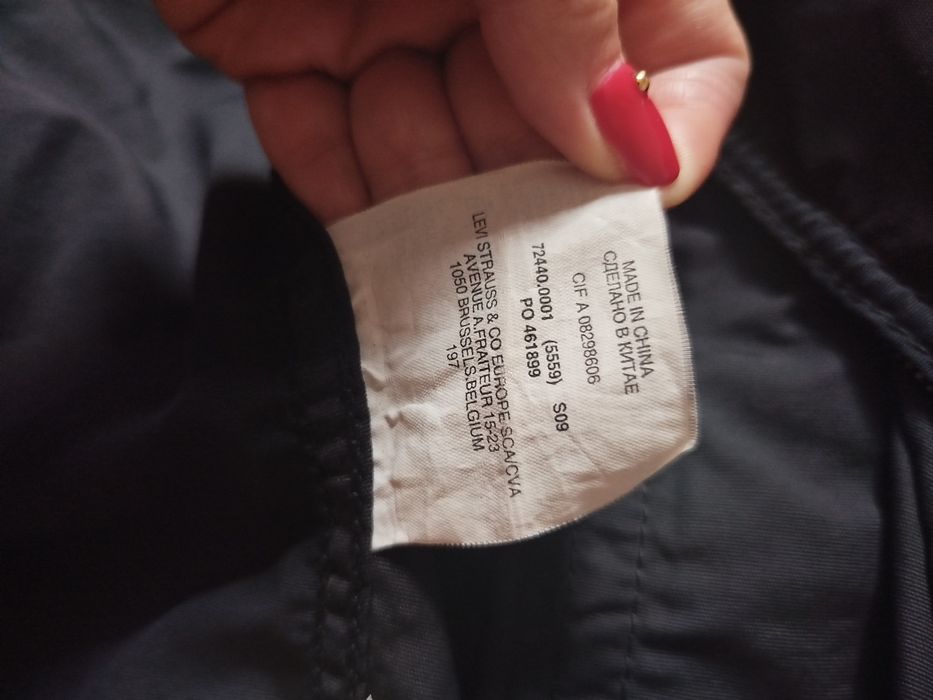 MADE IN CHINA
СДЕЛАНО В КИТАЕ
CIF A 08298606
72440.0001 (5559) S09
PO 461899
LEVI STRAUSS & CO EUROPE SCA/CVA
AVENUE A.FRAITEUR 15-23
1050 BRUSSELS.BELGIUM
197